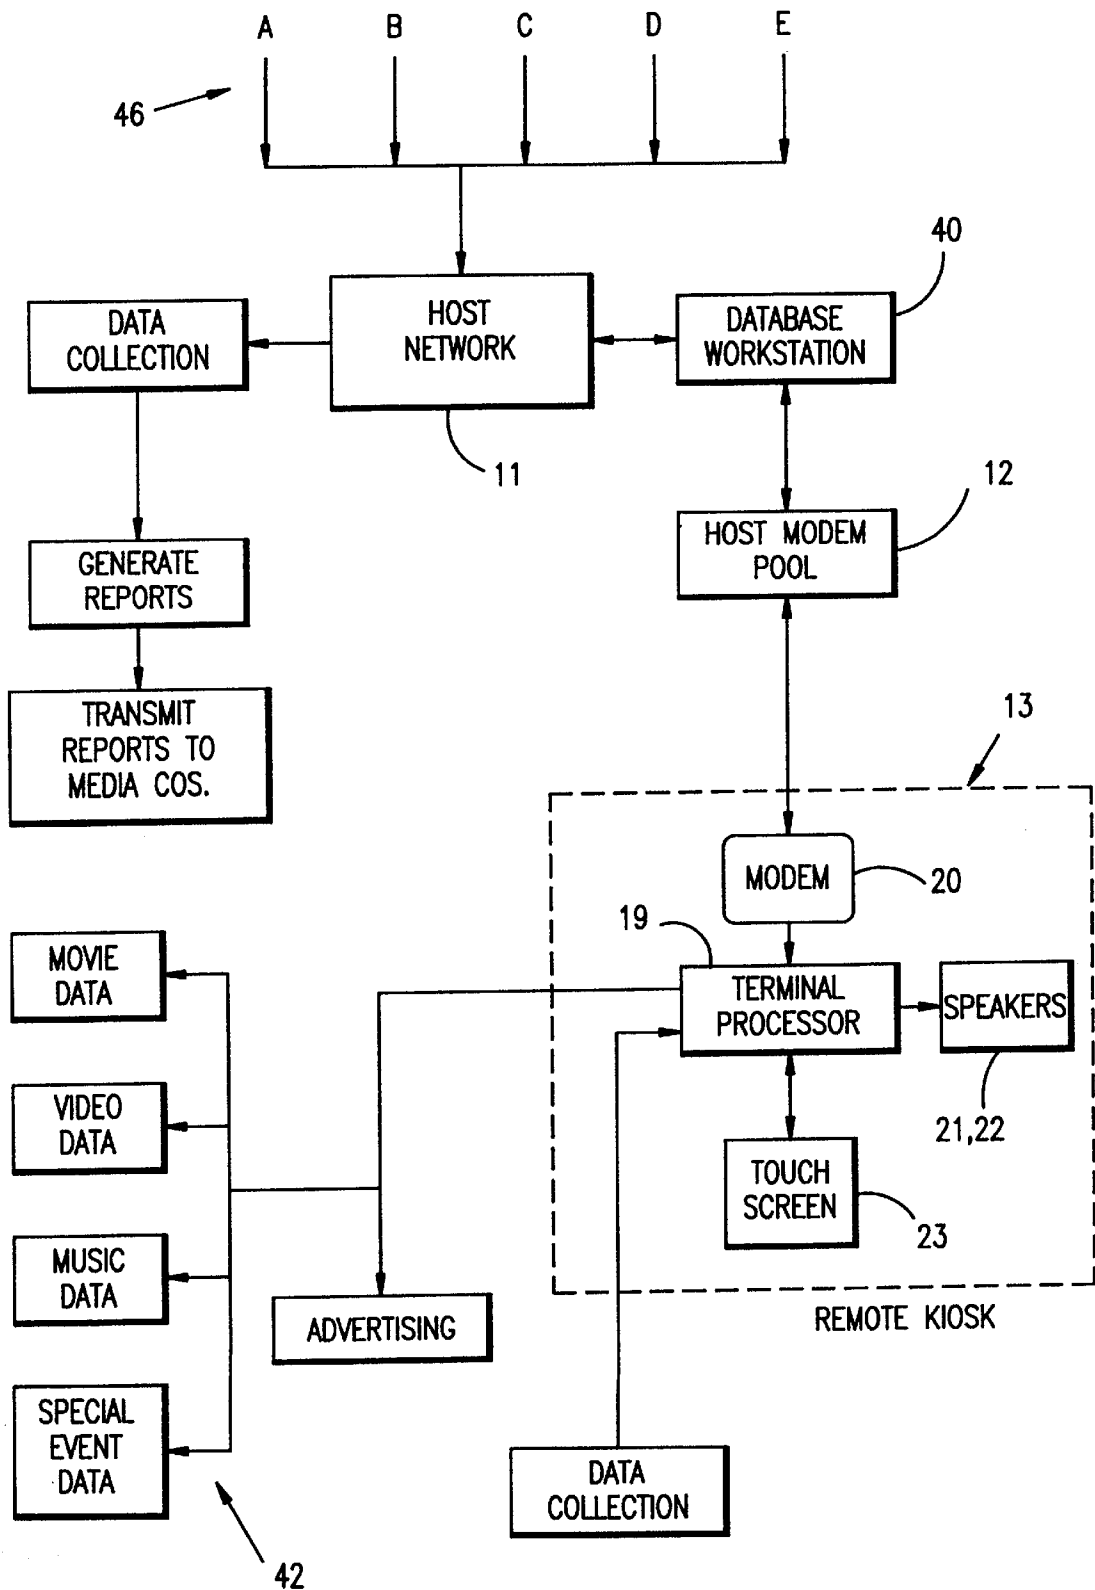 A B C D E
46
40
DATA
COLLECTION
HOST
NETWORK
DATABASE
WORKSTATION
11
12
HOST MODEM
POOL
GENERATE
REPORTS
TRANSMIT
REPORTS TO
MEDIA COS.
13
MODEM
20
19
MOVIE
DATA
TERMINAL
PROCESSOR
SPEAKERS
21,22
VIDEO
DATA
TOUCH
SCREEN
23
MUSIC
DATA
ADVERTISING
REMOTE KIOSK
SPECIAL
EVENT
DATA
DATA
COLLECTION
42